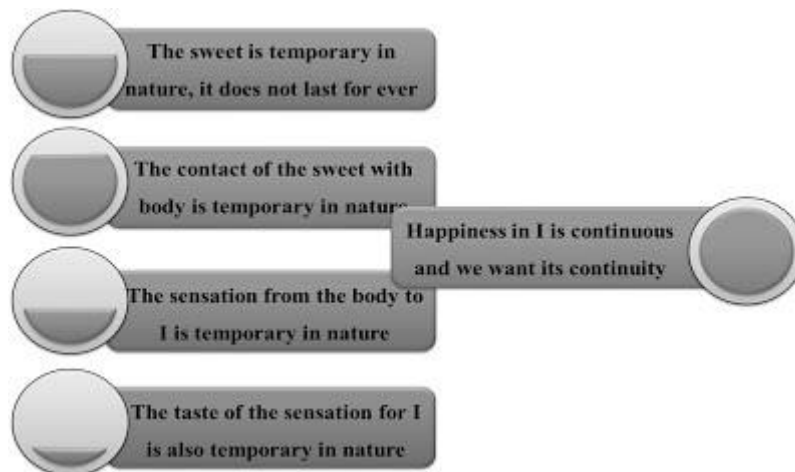 The sweet is temporary in
nature, it does not last for ever
The contact of the sweet with
body is temporary in nature
The sensation from the body to
I is temporary in nature
The taste of the sensation for I
is also temporary in nature
Happiness in I is continuous
and we want its continuity